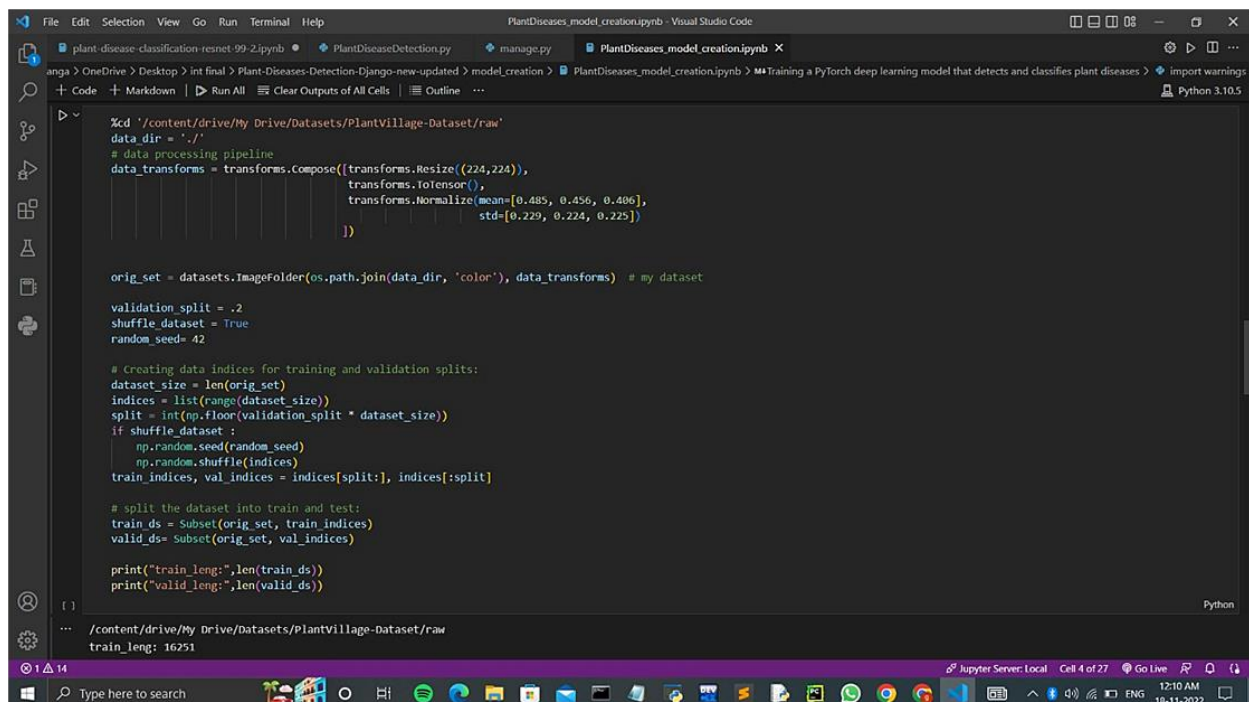 File Edit Selection View Go Run Terminal Help PlantDiseases_model_creation.ipynb - Visual Studio Code
plant-disease-classification-resnet-99-2.ipynb PlantDiseaseDetection.py manage.py PlantDiseases_model_creation.ipynb
anga > OneDrive > Desktop > int final > Plant-Diseases-Detection-Django-new-updated > model_creation > PlantDiseases_model_creation.ipynb > M↓Training a PyTorch deep learning model that detects and classifies plant diseases > import warnings
+ Code + Markdown | Run All Clear Outputs of All Cells | Outline ··· Python 3.10.5
%cd '/content/drive/My Drive/Datasets/PlantVillage-Dataset/raw'
data_dir = './'
# data processing pipeline
data_transforms = transforms.Compose([transforms.Resize((224,224)),
transforms.ToTensor(),
transforms.Normalize(mean=[0.485, 0.456, 0.406],
std=[0.229, 0.224, 0.225])
])
orig_set = datasets.ImageFolder(os.path.join(data_dir, 'color'), data_transforms) # my dataset
validation_split = .2
shuffle_dataset = True
random_seed= 42
# Creating data indices for training and validation splits:
dataset_size = len(orig_set)
indices = list(range(dataset_size))
split = int(np.floor(validation_split * dataset_size))
if shuffle_dataset :
np.random.seed(random_seed)
np.random.shuffle(indices)
train_indices, val_indices = indices[split:], indices[:split]
# split the dataset into train and test:
train_ds = Subset(orig_set, train_indices)
valid_ds= Subset(orig_set, val_indices)
print("train_leng:",len(train_ds))
print("valid_leng:",len(valid_ds))
[ ] Python
··· /content/drive/My Drive/Datasets/PlantVillage-Dataset/raw
train_leng: 16251
1 14 Jupyter Server: Local Cell 4 of 27 Go Live
Type here to search ENG 12:10 AM
18-11-2022